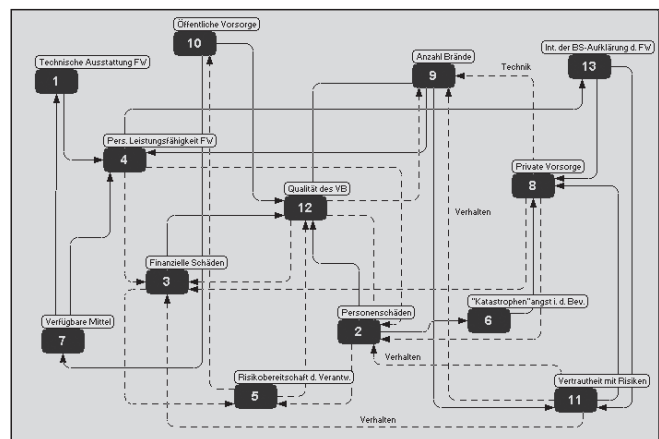 Öffentliche Vorsorge
10
Technische Ausstattung FW
1
Anzahl Brände
9
Int. der BS-Aufklärung d. FW
13
Technik
Pers. Leistungsfähigkeit FW
4
Qualität des VB
12
Private Vorsorge
8
Verhalten
Finanzielle Schäden
3
Personenschäden
2
"Katastrophen"angst i. d. Bev.
6
Verfügbare Mittel
7
Verhalten
Risikobereitschaft d. Verantw.
5
Vertrautheit mit Risiken
11
Verhalten